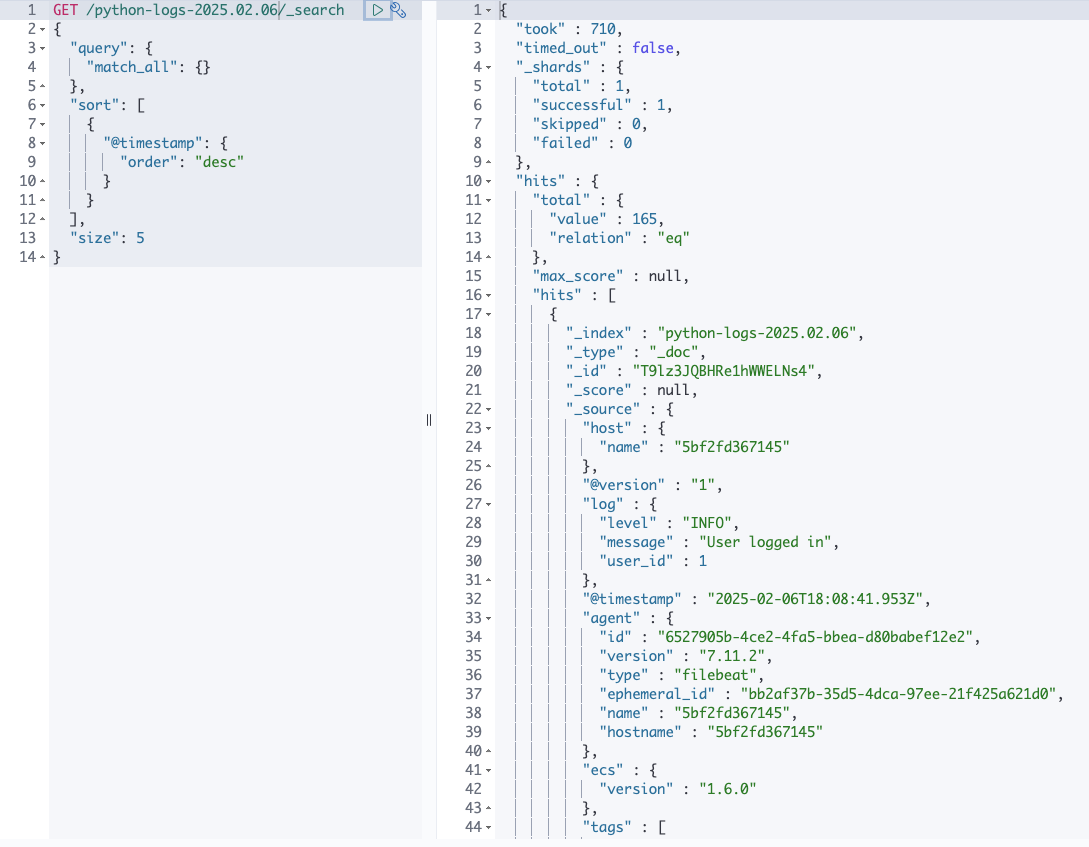 1 GET /python-logs-2025.02.06/_search
2 {
3 "query": {
4 "match_all": {}
5 },
6 "sort": [
7 {
8 "@timestamp": {
9 "order": "desc"
10 }
11 }
12 ],
13 "size": 5
14 }
1 {
2 "took" : 710,
3 "timed_out" : false,
4 "_shards" : {
5 "total" : 1,
6 "successful" : 1,
7 "skipped" : 0,
8 "failed" : 0
9 },
10 "hits" : {
11 "total" : {
12 "value" : 165,
13 "relation" : "eq"
14 },
15 "max_score" : null,
16 "hits" : [
17 {
18 "_index" : "python-logs-2025.02.06",
19 "_type" : "_doc",
20 "_id" : "T9lz3JQBHRe1hWWELNs4",
21 "_score" : null,
22 "_source" : {
23 "host" : {
24 "name" : "5bf2fd367145"
25 },
26 "@version" : "1",
27 "log" : {
28 "level" : "INFO",
29 "message" : "User logged in",
30 "user_id" : 1
31 },
32 "@timestamp" : "2025-02-06T18:08:41.953Z",
33 "agent" : {
34 "id" : "6527905b-4ce2-4fa5-bbea-d80babef12e2",
35 "version" : "7.11.2",
36 "type" : "filebeat",
37 "ephemeral_id" : "bb2af37b-35d5-4dca-97ee-21f425a621d0",
38 "name" : "5bf2fd367145",
39 "hostname" : "5bf2fd367145"
40 },
41 "ecs" : {
42 "version" : "1.6.0"
43 },
44 "tags" : [